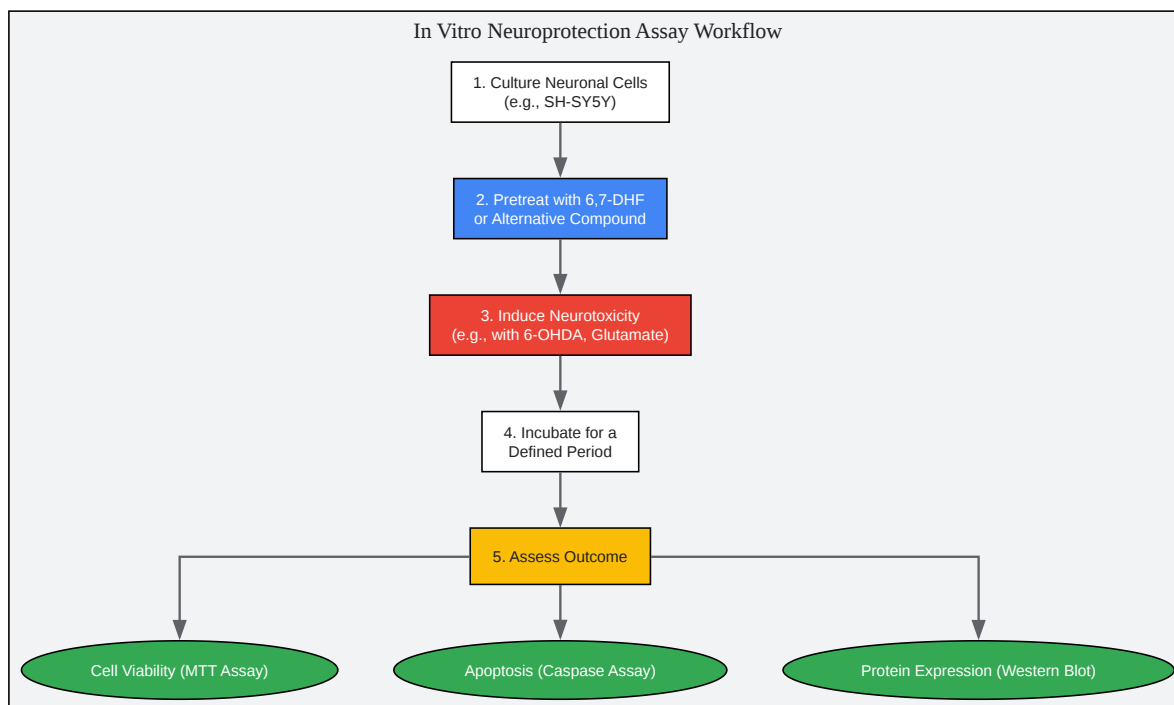 In Vitro Neuroprotection Assay Workflow
1. Culture Neuronal Cells
(e.g., SH-SY5Y)
2. Pretreat with 6,7-DHF
or Alternative Compound
3. Induce Neurotoxicity
(e.g., with 6-OHDA, Glutamate)
4. Incubate for a
Defined Period
5. Assess Outcome
Cell Viability (MTT Assay)
Apoptosis (Caspase Assay)
Protein Expression (Western Blot)